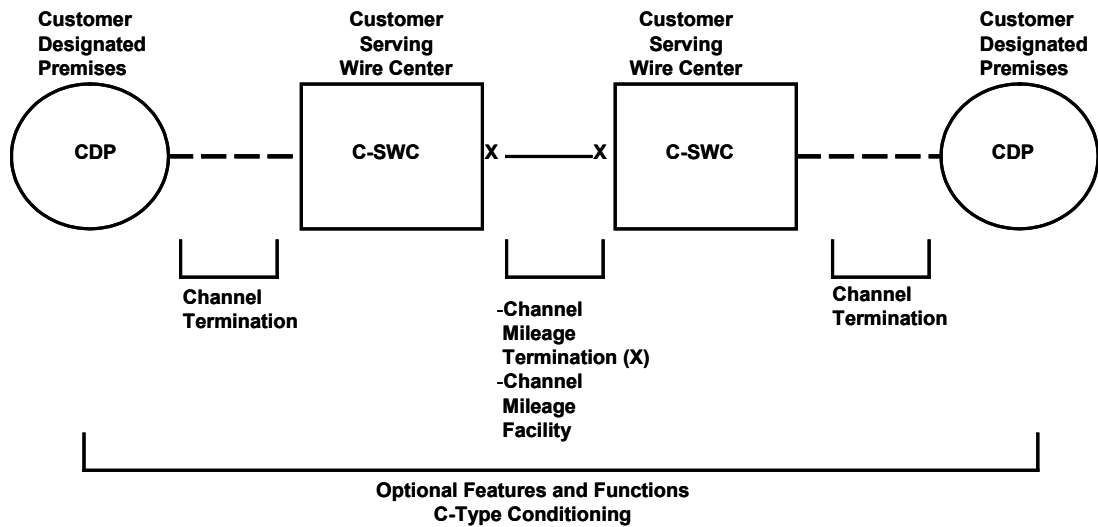 Customer
Designated
Premises
Customer
Serving
Wire Center
Customer
Serving
Wire Center
Customer
Designated
Premises
CDP
C-SWC
X
X
C-SWC
CDP
Channel
Termination
-Channel
Mileage
Termination (X)
-Channel
Mileage
Facility
Channel
Termination
Optional Features and Functions
C-Type Conditioning